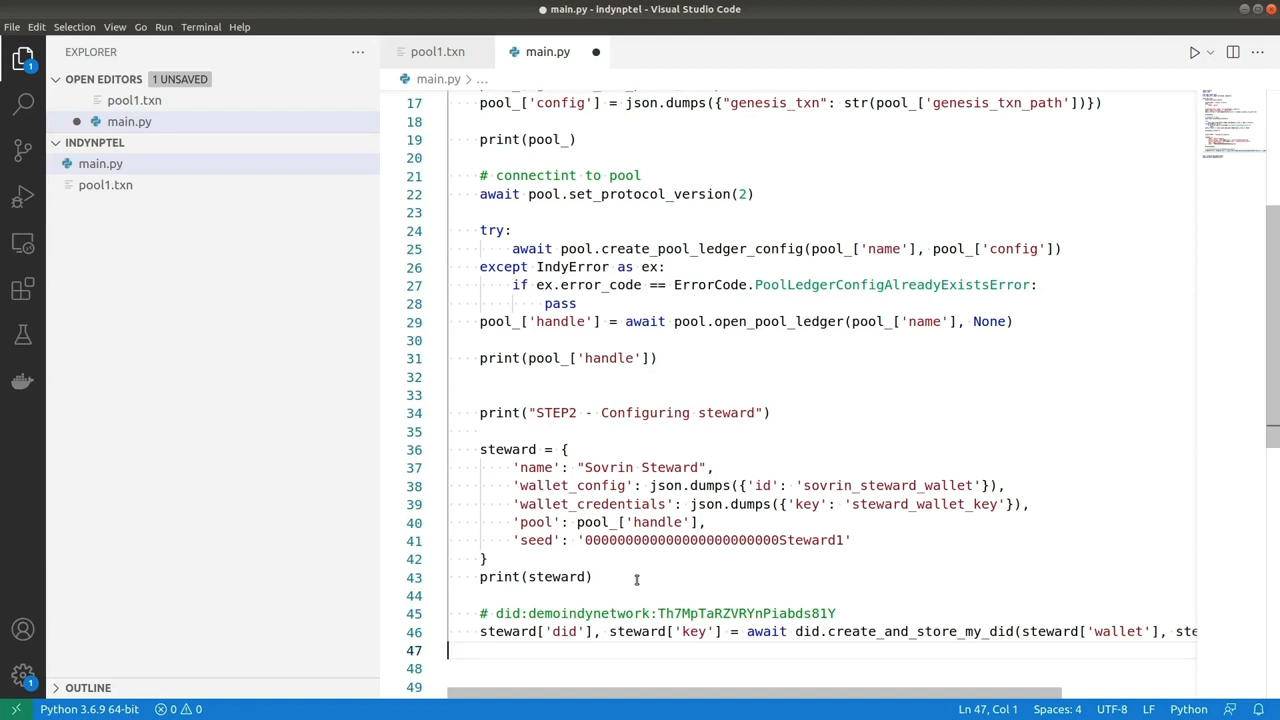 main.py - indynptel - Visual Studio Code
File Edit Selection View Go Run Terminal Help
EXPLORER
pool1.txn
main.py
OPEN EDITORS 1 UNSAVED
main.py > ...
pool1.txn
main.py
INDYNPTEL
main.py
pool1.txn
17 pool_['config'] = json.dumps({"genesis_txn": str(pool_['genesis_txn_path'])})
18
19 print(pool_)
20
21 # connectint to pool
22 await pool.set_protocol_version(2)
23
24 try:
25 await pool.create_pool_ledger_config(pool_['name'], pool_['config'])
26 except IndyError as ex:
27 if ex.error_code == ErrorCode.PoolLedgerConfigAlreadyExistsError:
28 pass
29 pool_['handle'] = await pool.open_pool_ledger(pool_['name'], None)
30
31 print(pool_['handle'])
32
33
34 print("STEP2 - Configuring steward")
35
36 steward = {
37 'name': "Sovrin Steward",
38 'wallet_config': json.dumps({'id': 'sovrin_steward_wallet'}),
39 'wallet_credentials': json.dumps({'key': 'steward_wallet_key'}),
40 'pool': pool_['handle'],
41 'seed': '000000000000000000000000Steward1'
42 }
43 print(steward)
44
45 # did:demoindynetwork:Th7MpTaRZVRYnPiabds81Y
46 steward['did'], steward['key'] = await did.create_and_store_my_did(steward['wallet'], ste
47
48
49
OUTLINE
Python 3.6.9 64-bit 0 0 Ln 47, Col 1 Spaces: 4 UTF-8 LF Python